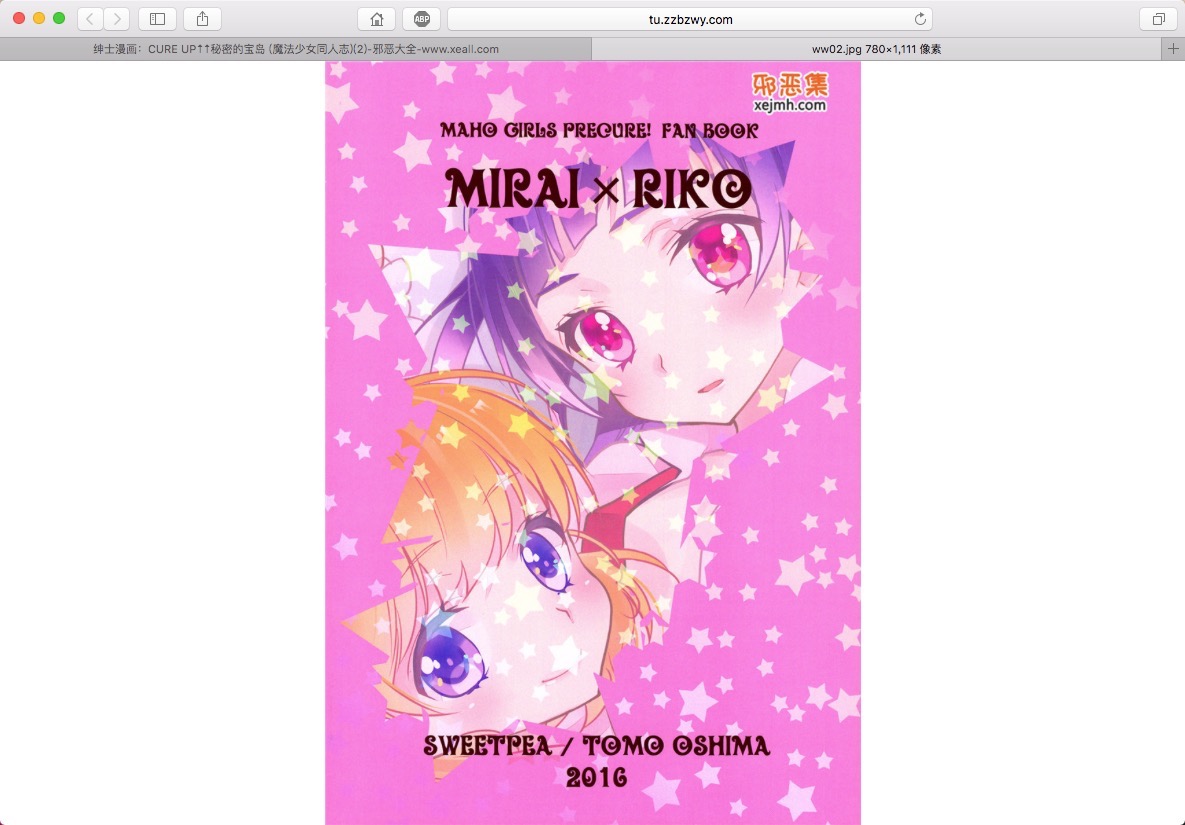 ABP
tu.zzbzwy.com
绅士漫画：CURE UP↑↑秘密的宝岛 (魔法少女同人志)(2)-邪恶大全-www.xeall.com
ww02.jpg 780×1,111 像素
邪恶集
xejmh.com
MAHO GIRLS PRECURE! FAN BOOK
MIRAI × RIKO
SWEETPEA / TOMO OSHIMA
2016